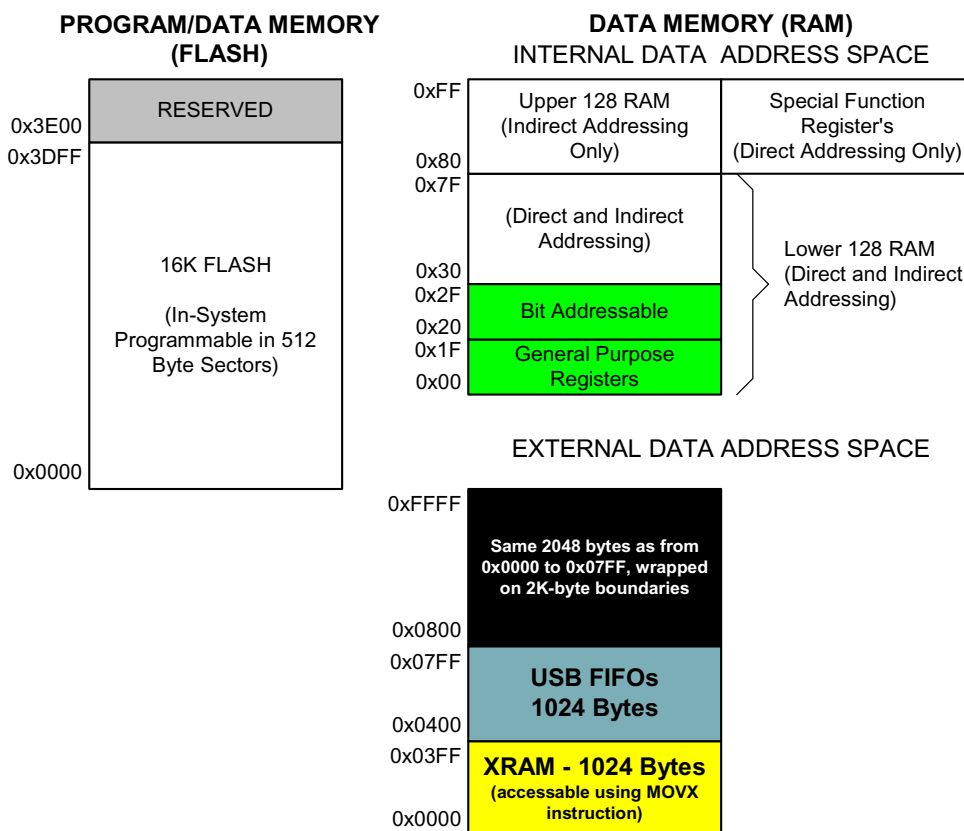 PROGRAM/DATA MEMORY
(FLASH)
RESERVED
0x3E00
0x3DFF
16K FLASH
(In-System
Programmable in 512
Byte Sectors)
0x0000
DATA MEMORY (RAM)
INTERNAL DATA ADDRESS SPACE
0xFF
Upper 128 RAM
(Indirect Addressing
Only)
0x80
Special Function
Register's
(Direct Addressing Only)
0x7F
(Direct and Indirect
Addressing)
0x30
0x2F
Bit Addressable
0x20
0x1F
General Purpose
Registers
0x00
Lower 128 RAM
(Direct and Indirect
Addressing)
EXTERNAL DATA ADDRESS SPACE
0xFFFF
Same 2048 bytes as from
0x0000 to 0x07FF, wrapped
on 2K-byte boundaries
0x0800
0x07FF
USB FIFOs
1024 Bytes
0x0400
0x03FF
XRAM - 1024 Bytes
(accessable using MOVX
instruction)
0x0000